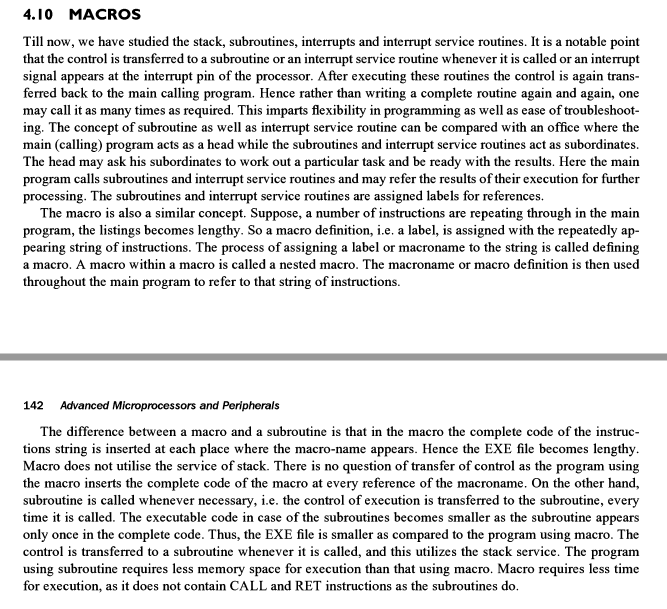 4.10 MACROS
Till now, we have studied the stack, subroutines, interrupts and interrupt service routines. It is a notable point
that the control is transferred to a subroutine or an interrupt service routine whenever it is called or an interrupt
signal appears at the interrupt pin of the processor. After executing these routines the control is again trans-
ferred back to the main calling program. Hence rather than writing a complete routine again and again, one
may call it as many times as required. This imparts flexibility in programming as well as ease of troubleshoot-
ing. The concept of subroutine as well as interrupt service routine can be compared with an office where the
main (calling) program acts as a head while the subroutines and interrupt service routines act as subordinates.
The head may ask his subordinates to work out a particular task and be ready with the results. Here the main
program calls subroutines and interrupt service routines and may refer the results of their execution for further
processing. The subroutines and interrupt service routines are assigned labels for references.
The macro is also a similar concept. Suppose, a number of instructions are repeating through in the main
program, the listings becomes lengthy. So a macro definition, i.e. a label, is assigned with the repeatedly ap-
pearing string of instructions. The process of assigning a label or macroname to the string is called defining
a macro. A macro within a macro is called a nested macro. The macroname or macro definition is then used
throughout the main program to refer to that string of instructions.
142 Advanced Microprocessors and Peripherals
The difference between a macro and a subroutine is that in the macro the complete code of the instruc-
tions string is inserted at each place where the macro-name appears. Hence the EXE file becomes lengthy.
Macro does not utilise the service of stack. There is no question of transfer of control as the program using
the macro inserts the complete code of the macro at every reference of the macroname. On the other hand,
subroutine is called whenever necessary, i.e. the control of execution is transferred to the subroutine, every
time it is called. The executable code in case of the subroutines becomes smaller as the subroutine appears
only once in the complete code. Thus, the EXE file is smaller as compared to the program using macro. The
control is transferred to a subroutine whenever it is called, and this utilizes the stack service. The program
using subroutine requires less memory space for execution than that using macro. Macro requires less time
for execution, as it does not contain CALL and RET instructions as the subroutines do.